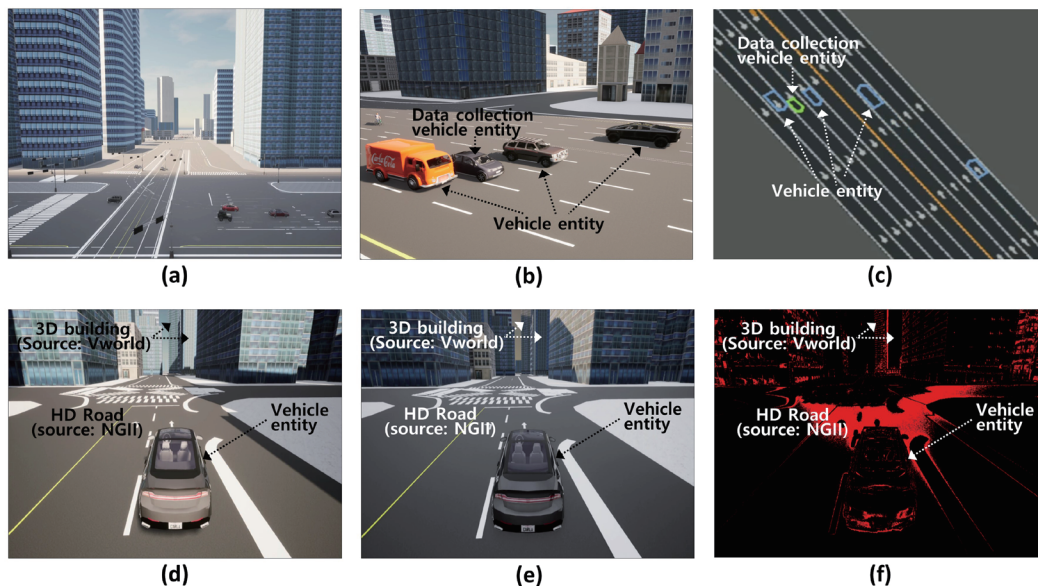 Data collection
vehicle entity
Coca-Cola
Vehicle entity
Data collection
vehicle entity
Vehicle entity
(a)
(b)
(c)
3D building
(Source: Vworld)
HD Road
(source: NGII)
Vehicle
entity
3D building
(Source: Vworld)
HD Road
(source: NGII)
Vehicle
entity
3D building
(Source: Vworld)
HD Road
(source: NGII)
Vehicle
entity
(d)
(e)
(f)